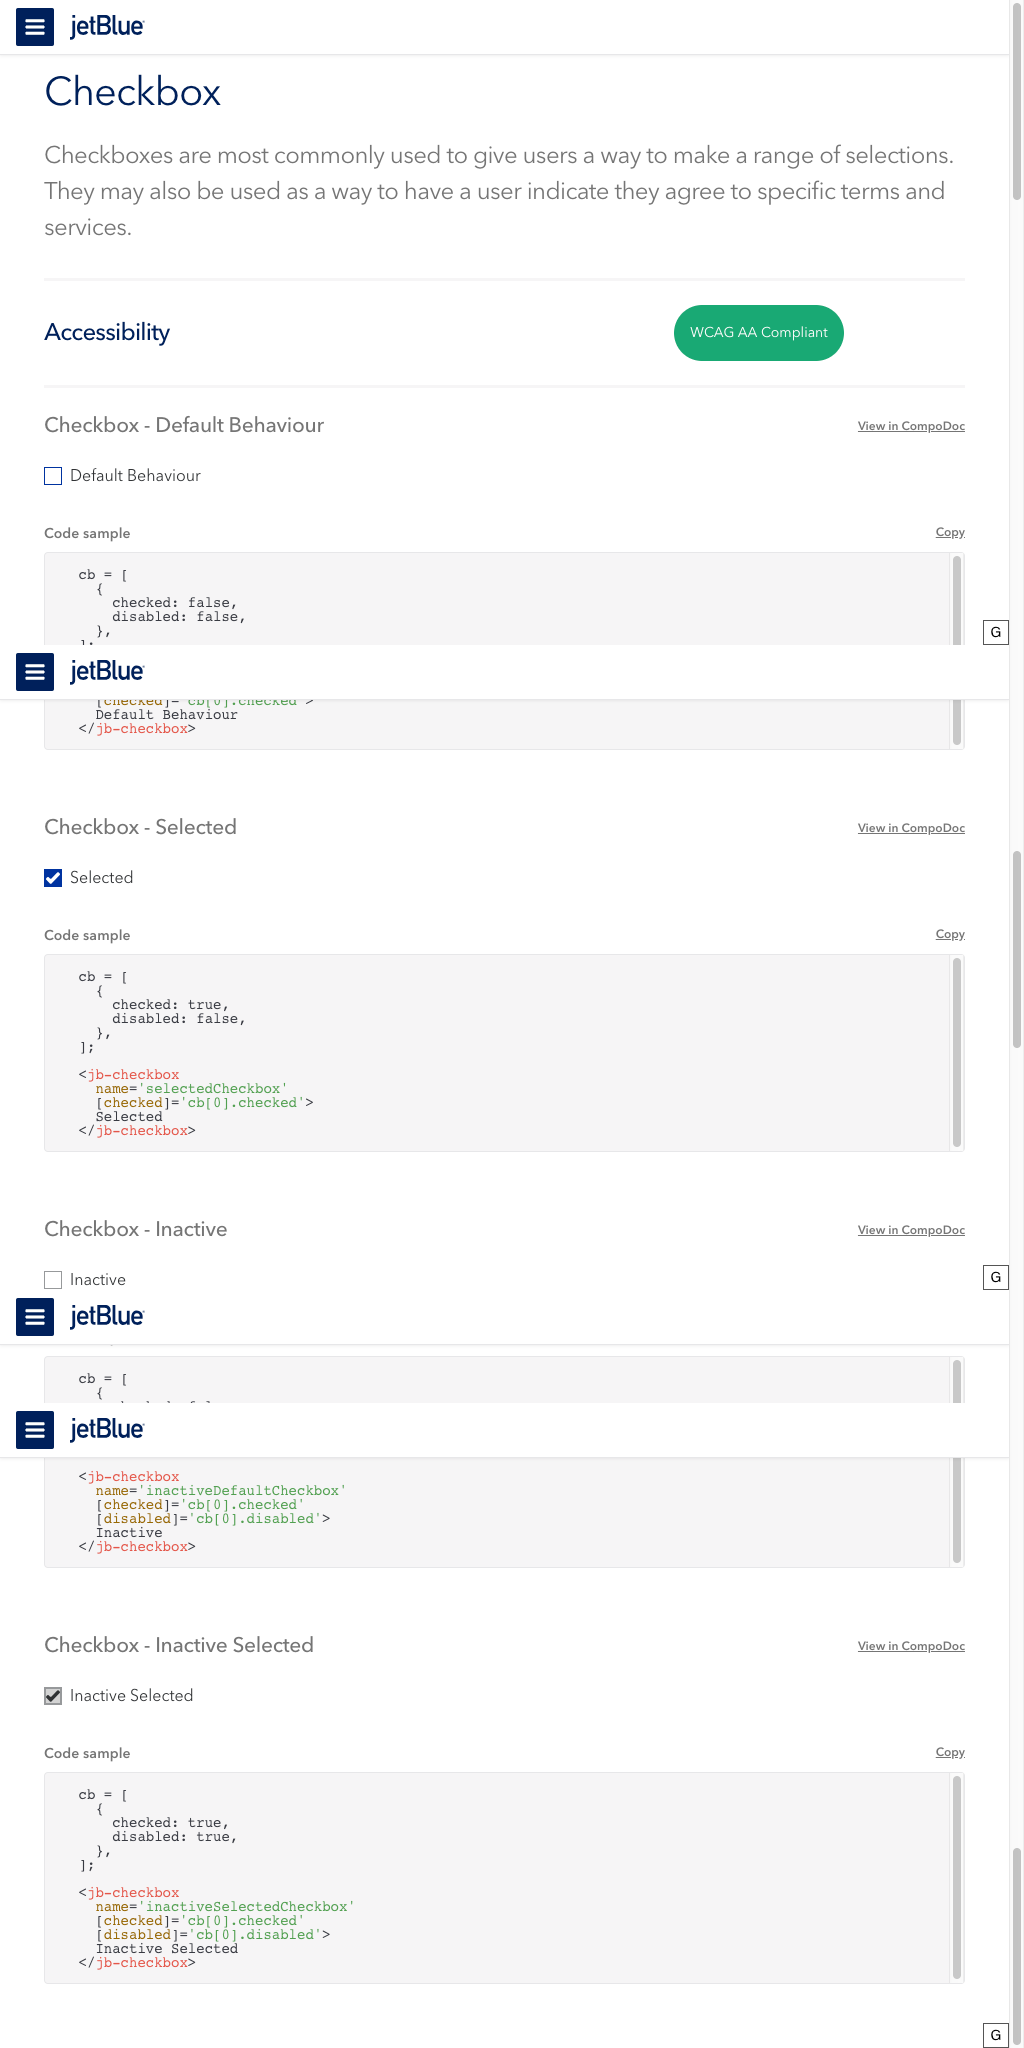 jetBlue
Checkbox
Checkboxes are most commonly used to give users a way to make a range of selections.
They may also be used as a way to have a user indicate they agree to specific terms and
services.
Accessibility
WCAG AA Compliant
Checkbox - Default Behaviour
View in CompoDoc
Default Behaviour
Code sample
Copy
cb = [
{
checked: false,
disabled: false,
},
];
G
jetBlue
[checked]='cb[0].checked'>
Default Behaviour
</jb-checkbox>
Checkbox - Selected
View in CompoDoc
Selected
Code sample
Copy
cb = [
{
checked: true,
disabled: false,
},
];
<jb-checkbox
name='selectedCheckbox'
[checked]='cb[0].checked'>
Selected
</jb-checkbox>
Checkbox - Inactive
View in CompoDoc
Inactive
G
jetBlue
cb = [
{
jetBlue
<jb-checkbox
name='inactiveDefaultCheckbox'
[checked]='cb[0].checked'
[disabled]='cb[0].disabled'>
Inactive
</jb-checkbox>
Checkbox - Inactive Selected
View in CompoDoc
Inactive Selected
Code sample
Copy
cb = [
{
checked: true,
disabled: true,
},
];
<jb-checkbox
name='inactiveSelectedCheckbox'
[checked]='cb[0].checked'
[disabled]='cb[0].disabled'>
Inactive Selected
</jb-checkbox>
G